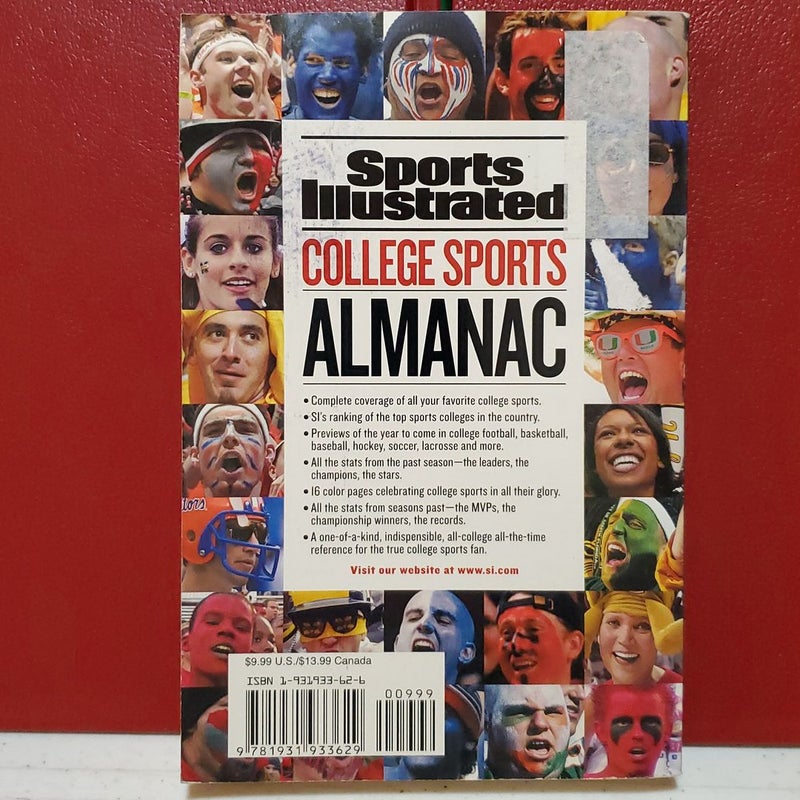 Sports
Illustrated
COLLEGE SPORTS
ALMANAC
• Complete coverage of all your favorite college sports.
• SI's ranking of the top sports colleges in the country.
• Previews of the year to come in college football, basketball,
baseball, hockey, soccer, lacrosse and more.
• All the stats from the past season—the leaders, the
champions, the stars.
• 16 color pages celebrating college sports in all their glory.
• All the stats from seasons past—the MVPs, the
championship winners, the records.
• A one-of-a-kind, indispensible, all-college all-the-time
reference for the true college sports fan.
Visit our website at www.si.com
U U
tors
$9.99 U.S./$13.99 Canada
ISBN 1-931933-62-6
00999
9 781931 933629